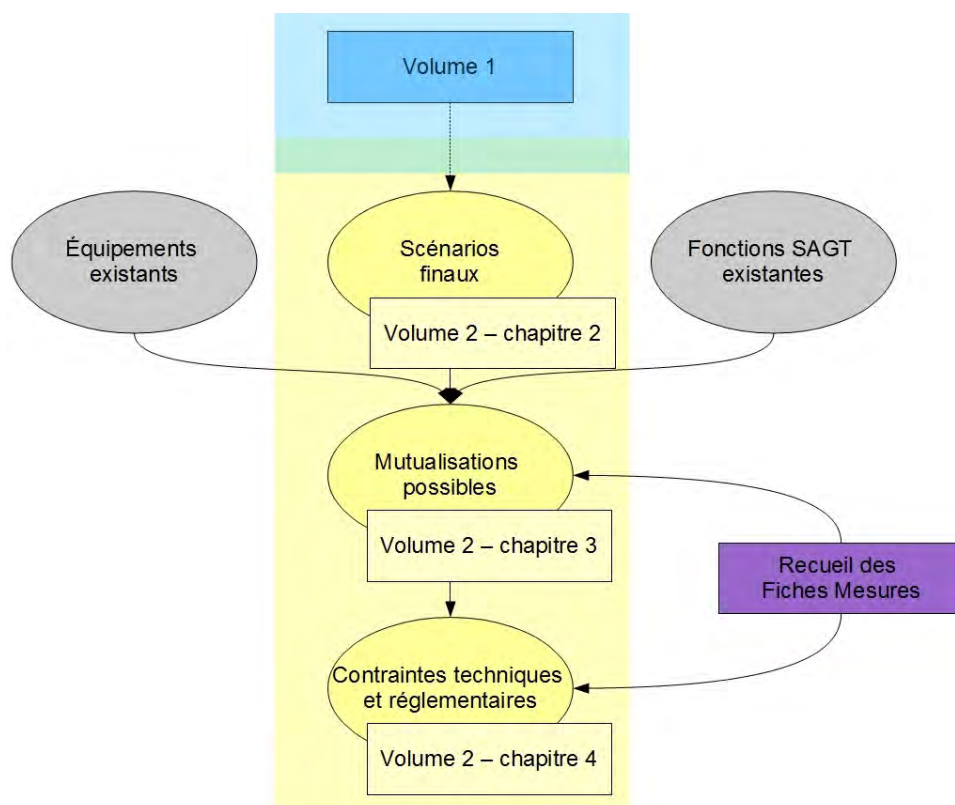 Volume 1
Équipements
existants
Scénarios
finaux
Fonctions SAGT
existantes
Volume 2 – chapitre 2
Mutualisations
possibles
Volume 2 – chapitre 3
Recueil des
Fiches Mesures
Contraintes techniques
et réglementaires
Volume 2 – chapitre 4